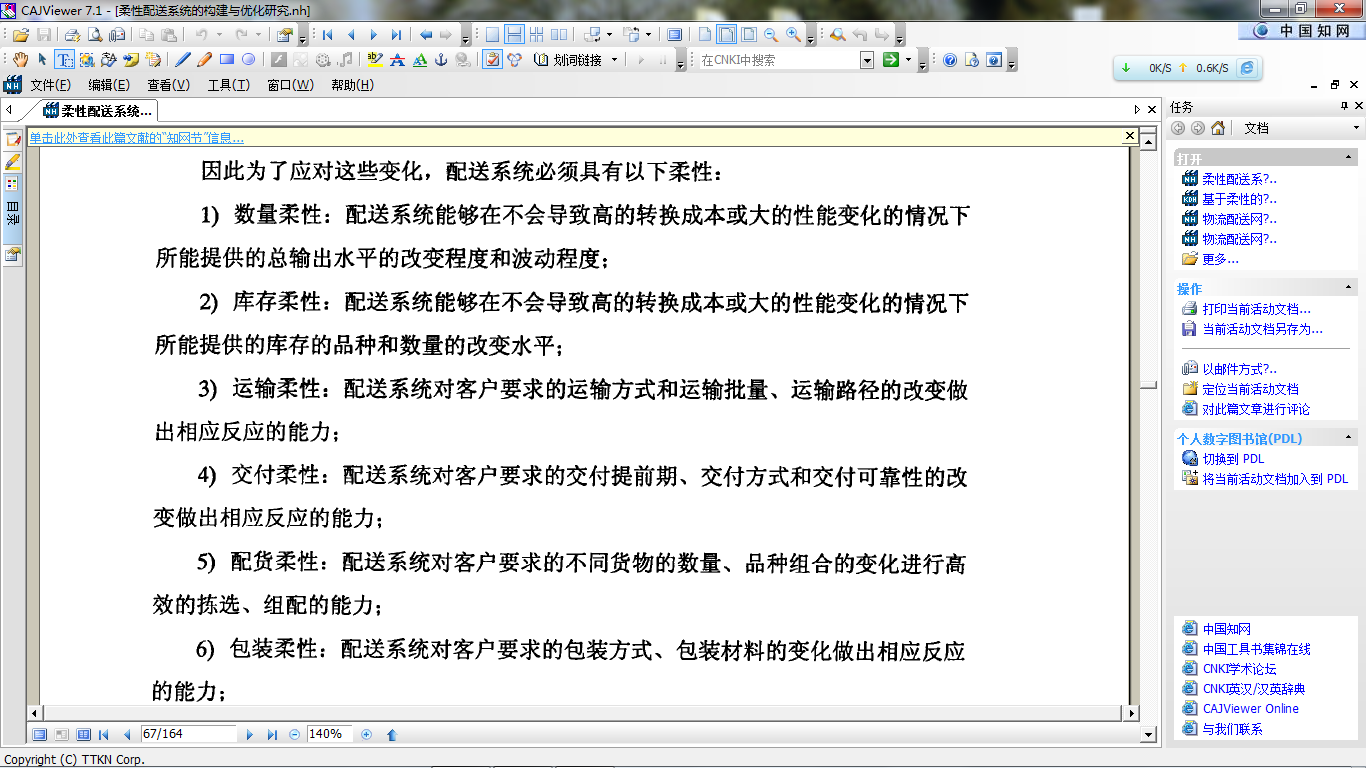 CAJViewer 7.1 - [柔性配送系统的构建与优化研究.nh]
中国知网
划词链接
在CNKI中搜索
0K/S
0.6K/S
文件(F) 编辑(E) 查看(V) 工具(T) 窗口(W) 帮助(H)
柔性配送系统...
单击此处查看此篇文献的“知网节”信息...
目录
因此为了应对这些变化，配送系统必须具有以下柔性：
1) 数量柔性：配送系统能够在不会导致高的转换成本或大的性能变化的情况下
所能提供的总输出水平的改变程度和波动程度；
2) 库存柔性：配送系统能够在不会导致高的转换成本或大的性能变化的情况下
所能提供的库存的品种和数量的改变水平；
3) 运输柔性：配送系统对客户要求的运输方式和运输批量、运输路径的改变做
出相应反应的能力；
4) 交付柔性：配送系统对客户要求的交付提前期、交付方式和交付可靠性的改
变做出相应反应的能力；
5) 配货柔性：配送系统对客户要求的不同货物的数量、品种组合的变化进行高
效的拣选、组配的能力；
6) 包装柔性：配送系统对客户要求的包装方式、包装材料的变化做出相应反应
的能力；
任务
文档
打开
柔性配送系?..
基于柔性的?..
物流配送网?..
物流配送网?..
更多...
操作
打印当前活动文档...
当前活动文档另存为...
以邮件方式?..
定位当前活动文档
对此篇文章进行评论
个人数字图书馆(PDL)
切换到 PDL
将当前活动文档加入到 PDL
中国知网
中国工具书集锦在线
CNKI学术论坛
CNKI英汉/汉英辞典
CAJViewer Online
与我们联系
67/164
140%
Copyright (C) TTKN Corp.